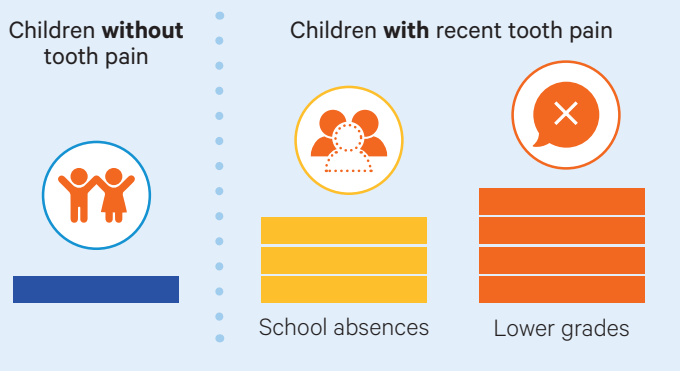 Children without
tooth pain
Children with recent tooth pain
School absences
Lower grades